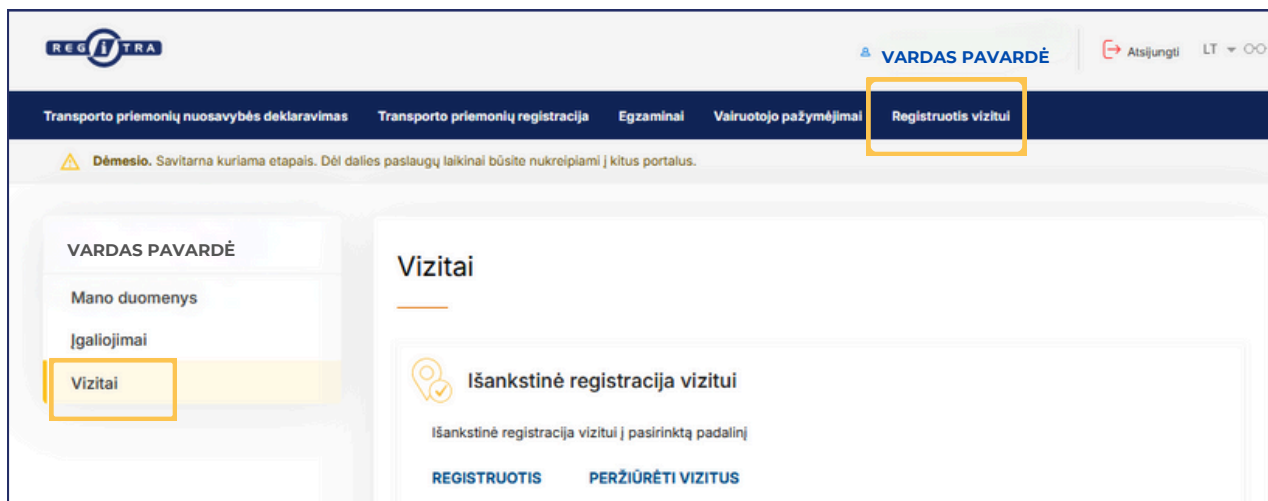 REGITRA
VARDAS PAVARDĖ
Atsijungti
LT
Transporto priemonių nuosavybės deklaravimas
Transporto priemonių registracija
Egzaminai
Vairuotojo pažymėjimai
Registruotis vizitui
Dėmesio. Savitarna kuriama etapais. Dėl dalies paslaugų laikinai būsite nukreipiami į kitus portalus.
VARDAS PAVARDĖ
Mano duomenys
Įgaliojimai
Vizitai
Vizitai
Išankstinė registracija vizitui
Išankstinė registracija vizitui į pasirinktą padalinį
REGISTRUOTIS
PERŽIŪRĖTI VIZITUS